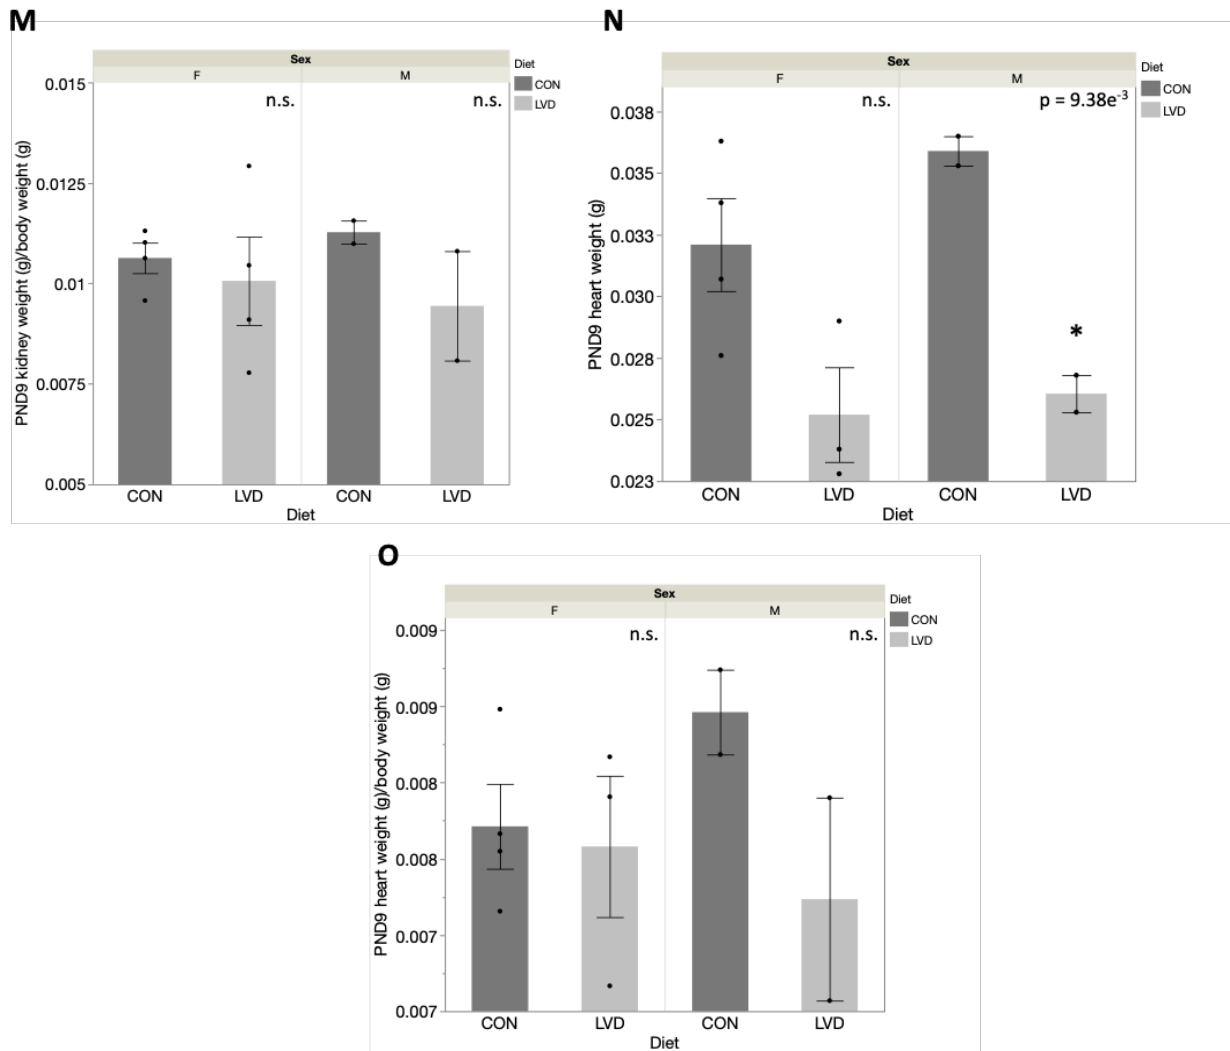 M
Sex
F M
Diet
CON
LVD
n.s. n.s.
PND9 kidney weight (g)/body weight (g)
0.015
0.0125
0.01
0.0075
0.005
CON LVD CON LVD
Diet
N
Sex
F M
Diet
CON
LVD
n.s. p = 9.38e-3
PND9 heart weight (g)
0.038
0.035
0.033
0.030
0.028
0.025
0.023
*
CON LVD CON LVD
Diet
O
Sex
F M
Diet
CON
LVD
n.s. n.s.
PND9 heart weight (g)/body weight (g)
0.009
0.009
0.008
0.008
0.007
0.007
CON LVD CON LVD
Diet